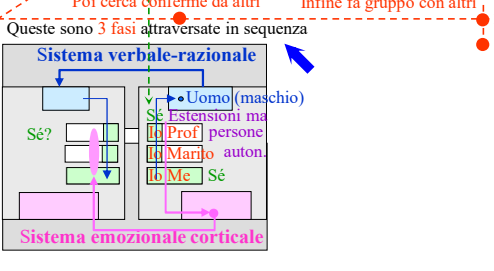 Poi cerca conferme da altri
Infine fa gruppo con altri
Queste sono 3 fasi attraversate in sequenza
Sistema verbale-razionale
Uomo (maschio)
Sé Estensioni ma
Sé?
Io Prof persone
Io Marito auton.
Io Me Sé
Sistema emozionale corticale